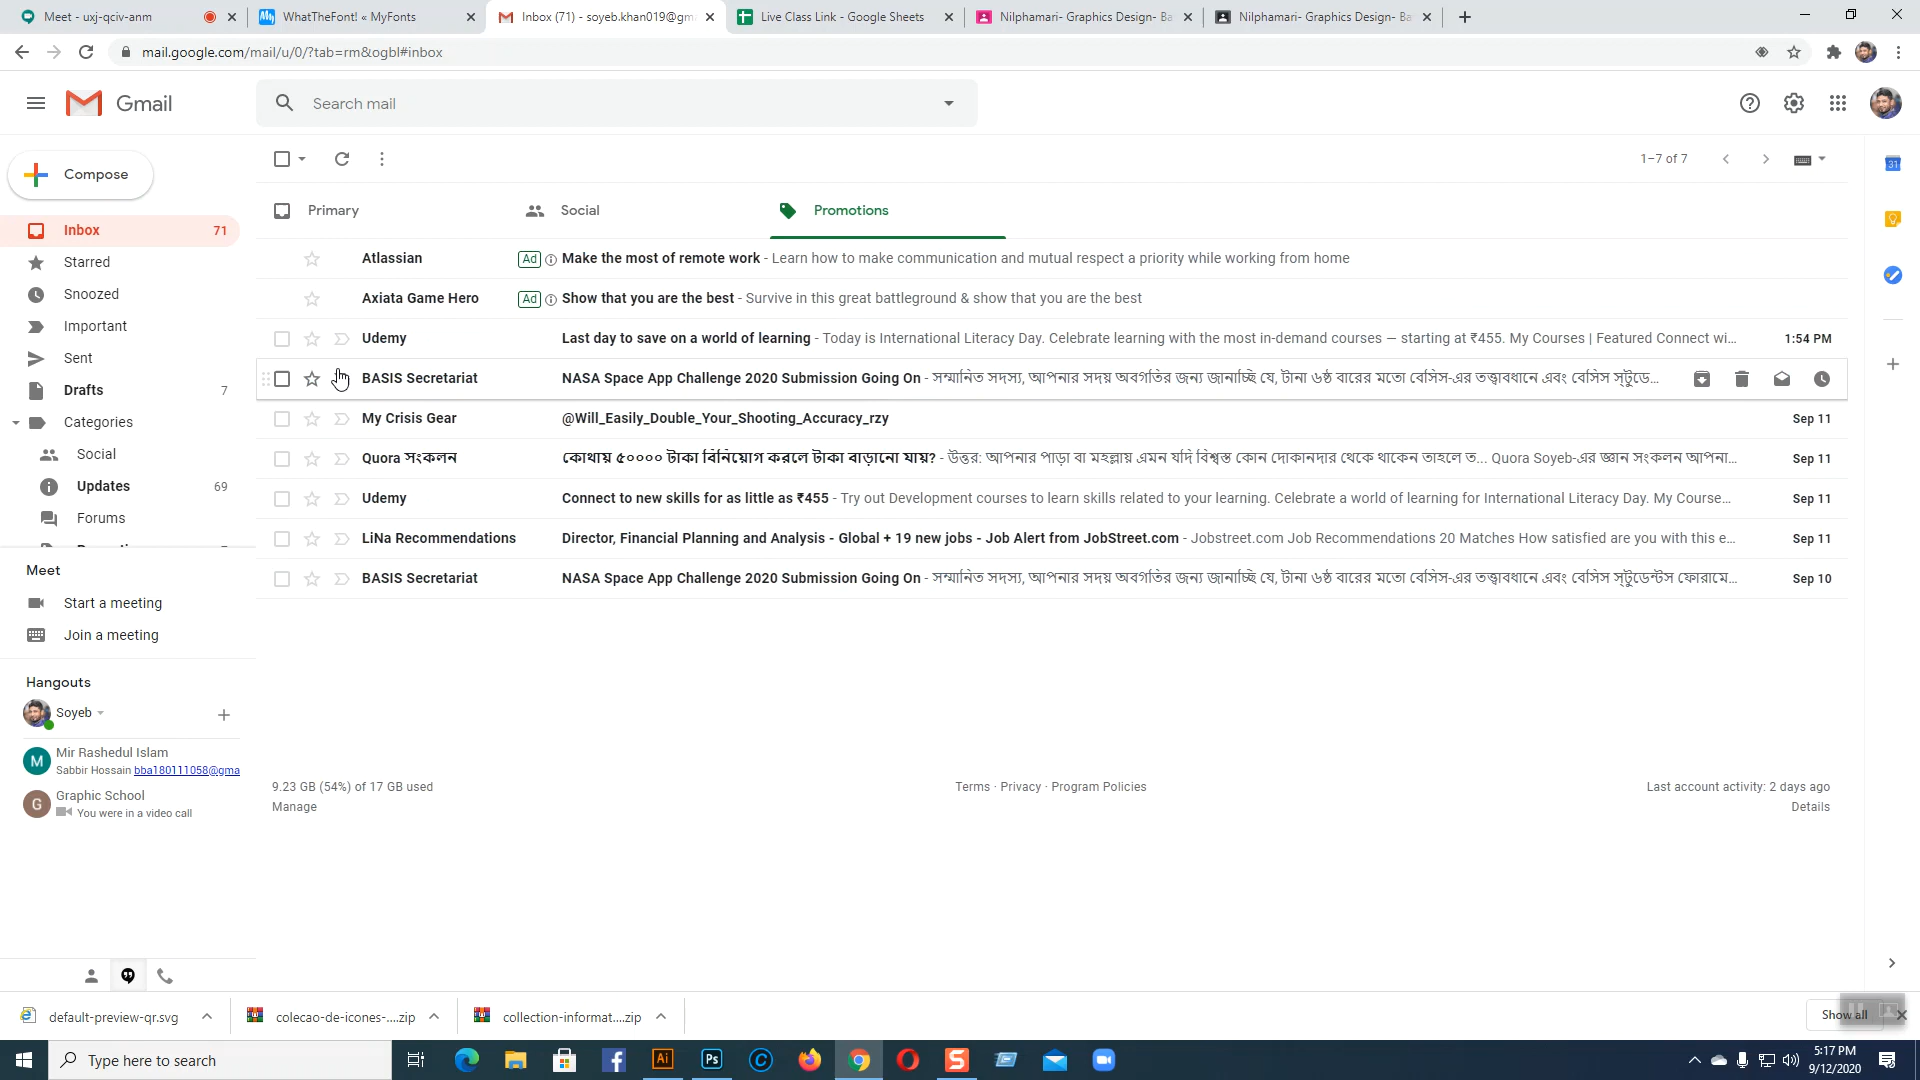 Meet - uxj-qciv-anm
WhatTheFont! « MyFonts
Inbox (71) - soyeb.khan019@gm
Live Class Link - Google Sheets
Nilphamari- Graphics Design- Ba
Nilphamari- Graphics Design- Ba
mail.google.com/mail/u/0/?tab=rm&ogbl#inbox
Gmail
Search mail
Compose
1–7 of 7
31
Primary
Social
Promotions
Inbox 71
Starred
Snoozed
Important
Sent
Drafts 7
Categories
Social
Updates 69
Forums
Atlassian Ad Make the most of remote work - Learn how to make communication and mutual respect a priority while working from home
Axiata Game Hero Ad Show that you are the best - Survive in this great battleground & show that you are the best
Udemy Last day to save on a world of learning - Today is International Literacy Day. Celebrate learning with the most in-demand courses — starting at ₹455. My Courses | Featured Connect wi... 1:54 PM
BASIS Secretariat NASA Space App Challenge 2020 Submission Going On - সম্মানিত সদস্য, আপনার সদয় অবগতির জন্য জানাচ্ছি যে, টানা ৬ষ্ঠ বারের মতো বেসিস-এর তত্ত্বাবধানে এবং বেসিস স্টুডে...
My Crisis Gear @Will_Easily_Double_Your_Shooting_Accuracy_rzy Sep 11
Quora সংকলন কোথায় ৫০০০০ টাকা বিনিয়োগ করলে টাকা বাড়ানো যায়? - উত্তর: আপনার পাড়া বা মহল্লায় এমন যদি বিশ্বস্ত কোন দোকানদার থেকে থাকেন তাহলে ত... Quora Soyeb-এর জ্ঞান সংকলন আপনা... Sep 11
Udemy Connect to new skills for as little as ₹455 - Try out Development courses to learn skills related to your learning. Celebrate a world of learning for International Literacy Day. My Course... Sep 11
LiNa Recommendations Director, Financial Planning and Analysis - Global + 19 new jobs - Job Alert from JobStreet.com - Jobstreet.com Job Recommendations 20 Matches How satisfied are you with this e... Sep 11
BASIS Secretariat NASA Space App Challenge 2020 Submission Going On - সম্মানিত সদস্য, আপনার সদয় অবগতির জন্য জানাচ্ছি যে, টানা ৬ষ্ঠ বারের মতো বেসিস-এর তত্ত্বাবধানে এবং বেসিস স্টুডেন্টস ফোরামে... Sep 10
Meet
Start a meeting
Join a meeting
Hangouts
Soyeb
M
Mir Rashedul Islam
Sabbir Hossain bba180111058@gma
G
Graphic School
You were in a video call
9.23 GB (54%) of 17 GB used
Manage
Terms · Privacy · Program Policies
Last account activity: 2 days ago
Details
default-preview-qr.svg
colecao-de-icones-....zip
collection-informat....zip
Show all
Type here to search
Ai
Ps
5:17 PM
9/12/2020